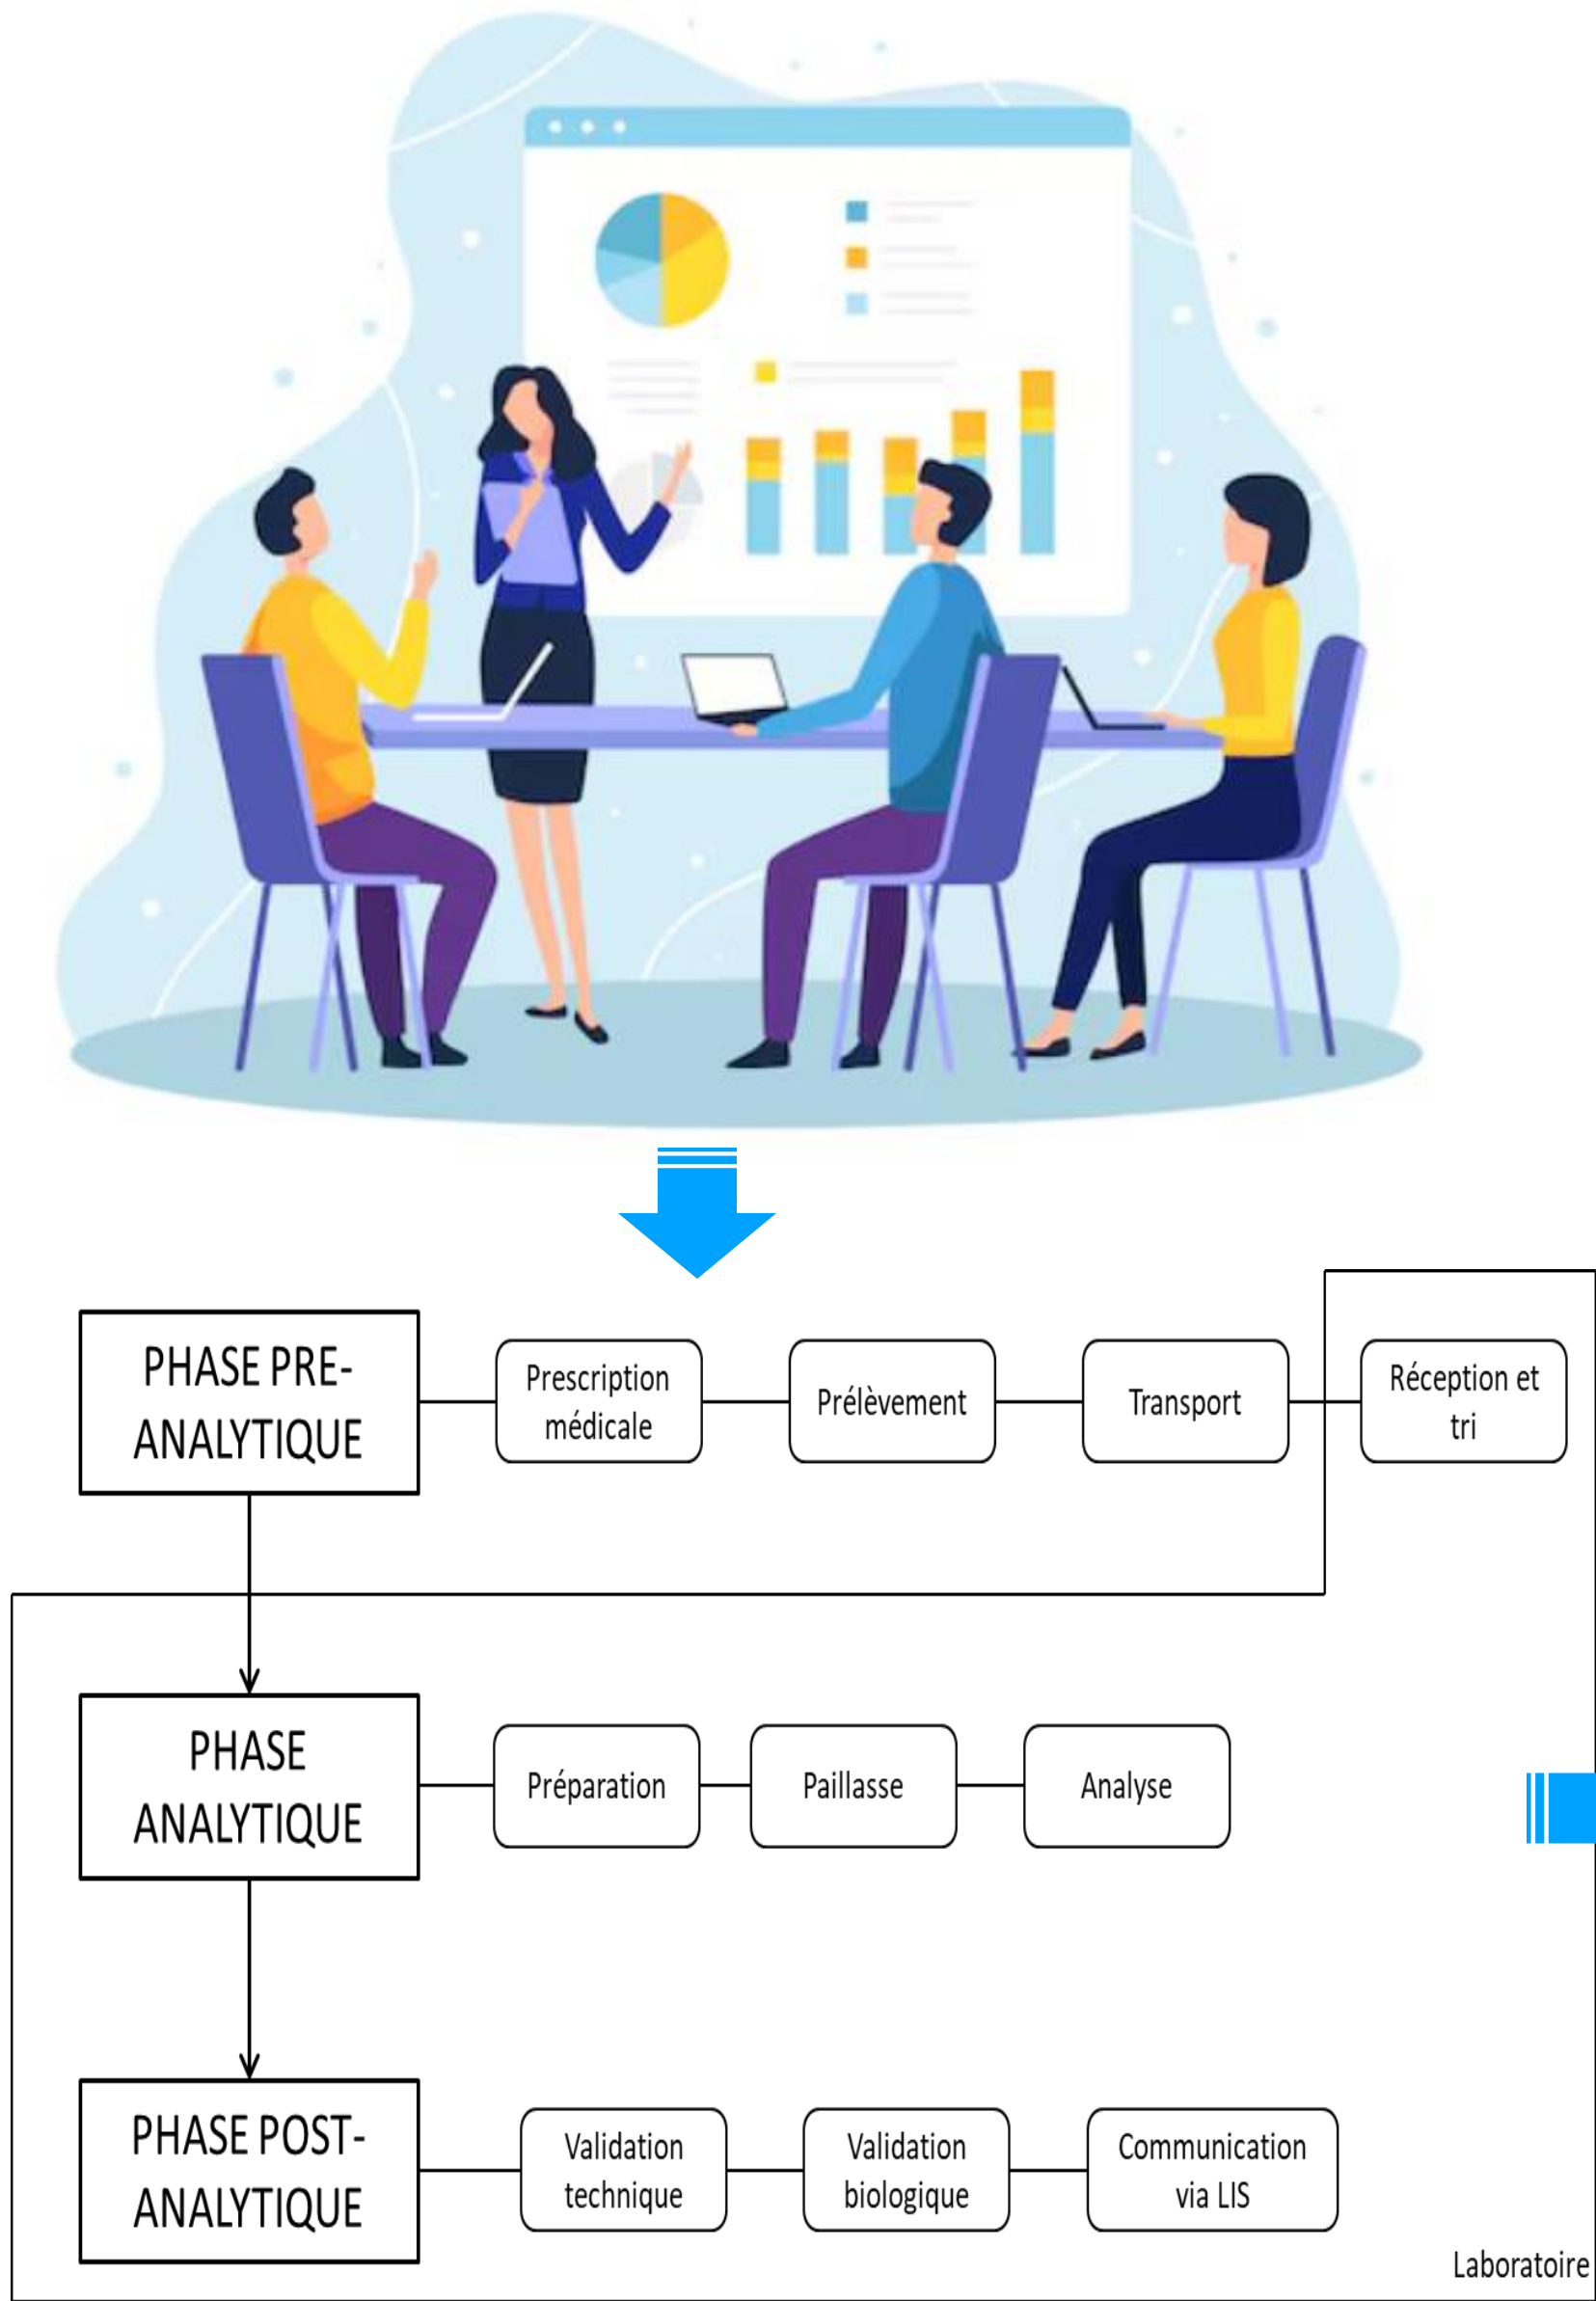 PHASE PRE-
ANALYTIQUE
Prescription
médicale
Prélèvement
Transport
Réception et
tri
PHASE
ANALYTIQUE
Préparation
Paillasse
Analyse
PHASE POST-
ANALYTIQUE
Validation
technique
Validation
biologique
Communication
via LIS
Laboratoire